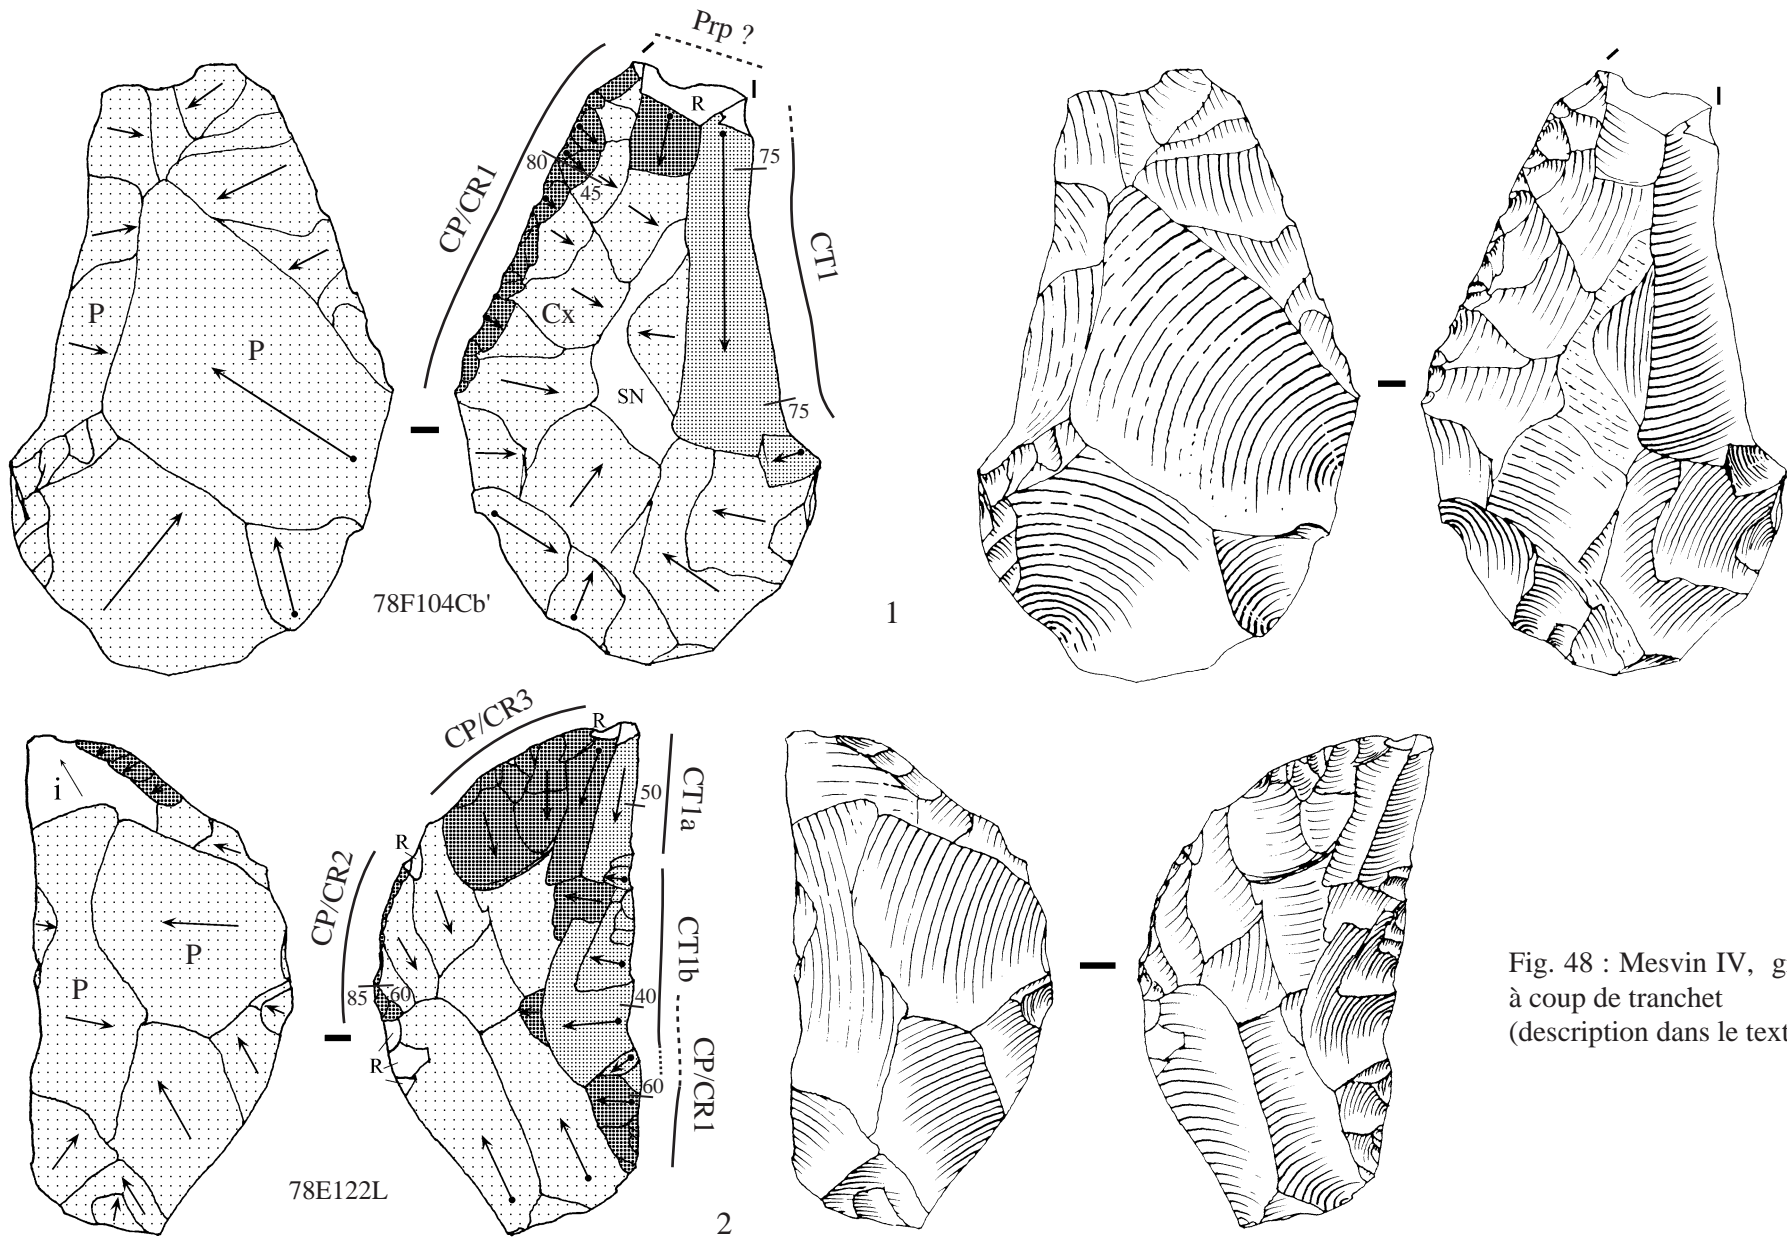 Prp ?
R
CP/CR1
80
45
75
CT1
P
P
Cx
SN
75
78F104Cb'
1
CP/CR3
R
i
50
CT1a
R
CP/CR2
P
P
CT1b
85
60
40
R
60
CP/CR1
78E122L
2
Fig. 48 : Mesvin IV,
à coup de tranchet
(description dans le